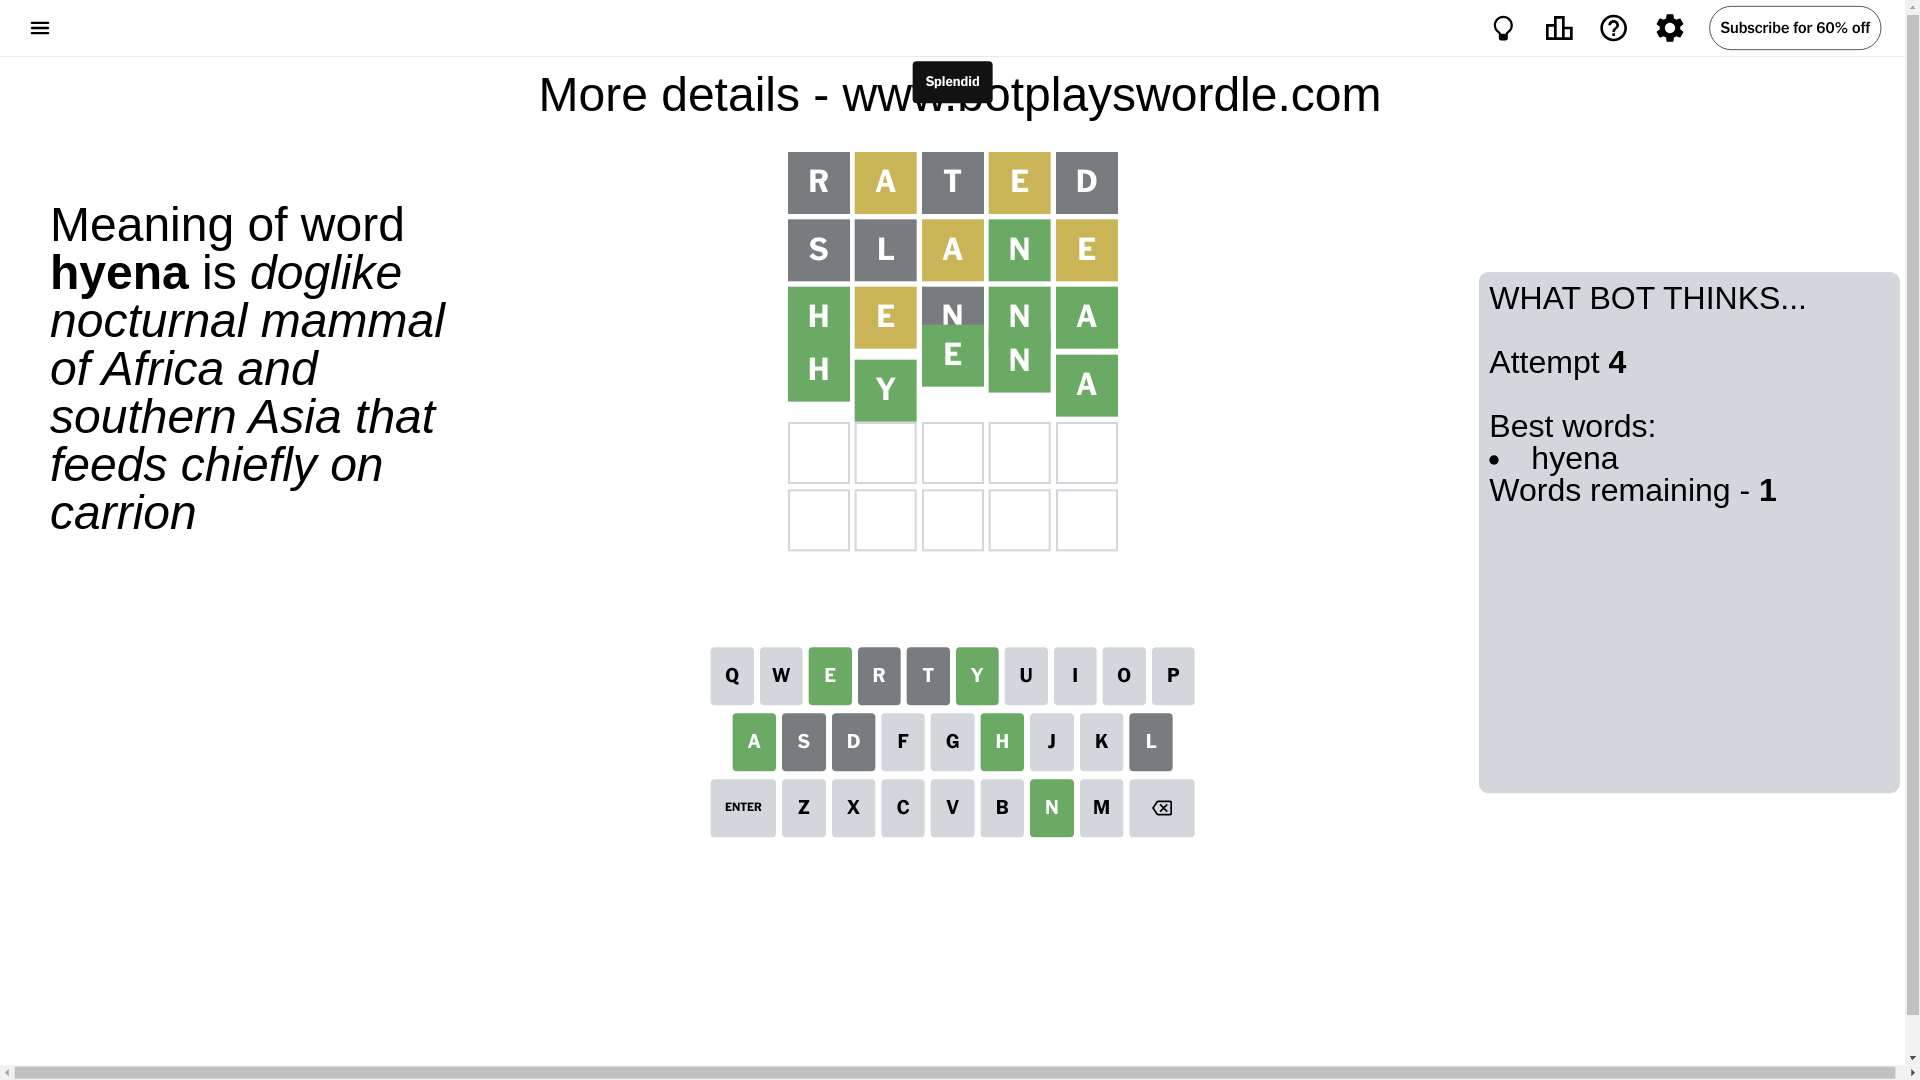 Subscribe for 60% off
Splendid
More details - www.botplayswordle.com
Meaning of word
hyena is doglike
nocturnal mammal
of Africa and
southern Asia that
feeds chiefly on
carrion
R A T E D
S L A N E
H E N N A
H Y E N A
WHAT BOT THINKS...
Attempt 4
Best words:
• hyena
Words remaining - 1
Q W E R T Y U I O P
A S D F G H J K L
ENTER Z X C V B N M